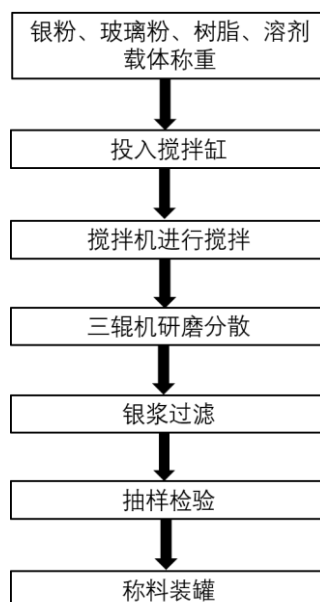 银粉、玻璃粉、树脂、溶剂
载体称重
投入搅拌缸
搅拌机进行搅拌
三辊机研磨分散
银浆过滤
抽样检验
称料装罐